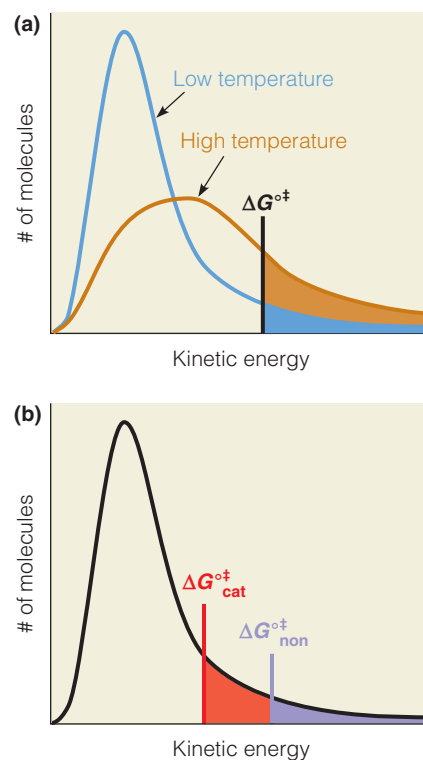 (a)
Low temperature
High temperature
ΔG°‡
# of molecules
Kinetic energy
(b)
ΔG°‡cat
ΔG°‡non
# of molecules
Kinetic energy